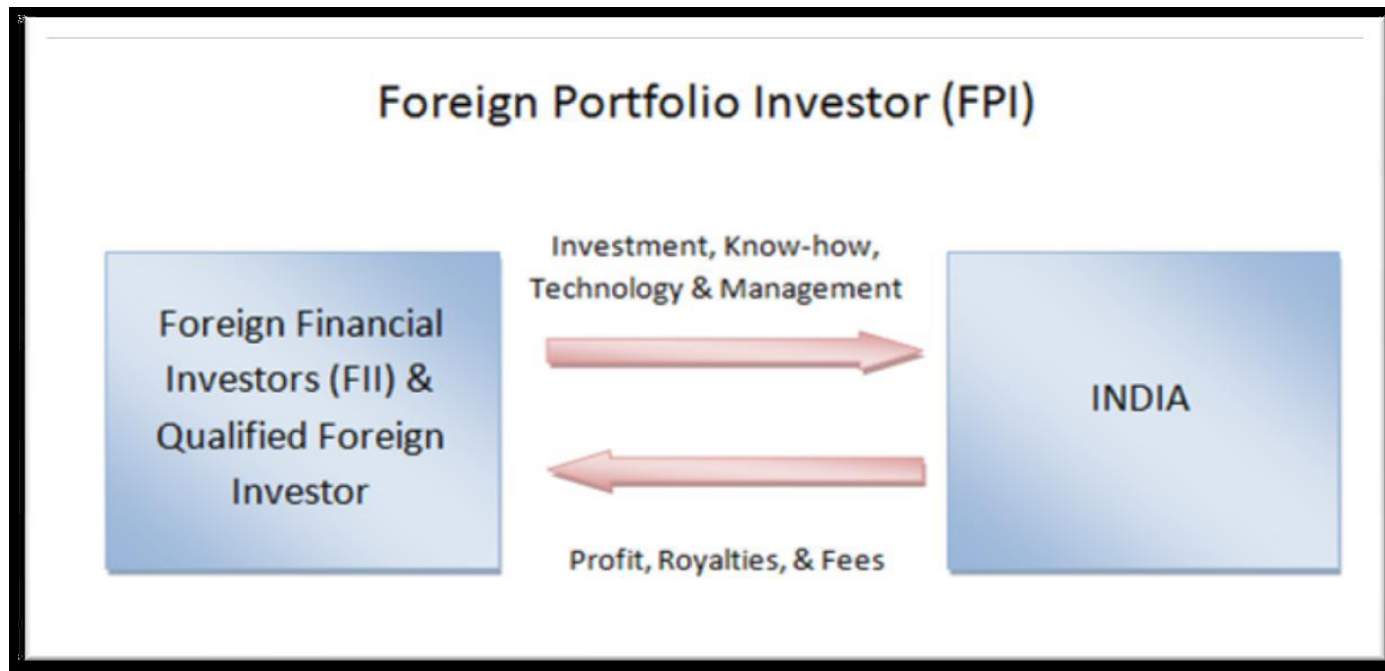 Foreign Portfolio Investor (FPI)
Investment, Know-how,
Technology & Management
Foreign Financial
Investors (FII) &
Qualified Foreign
Investor
INDIA
Profit, Royalties, & Fees